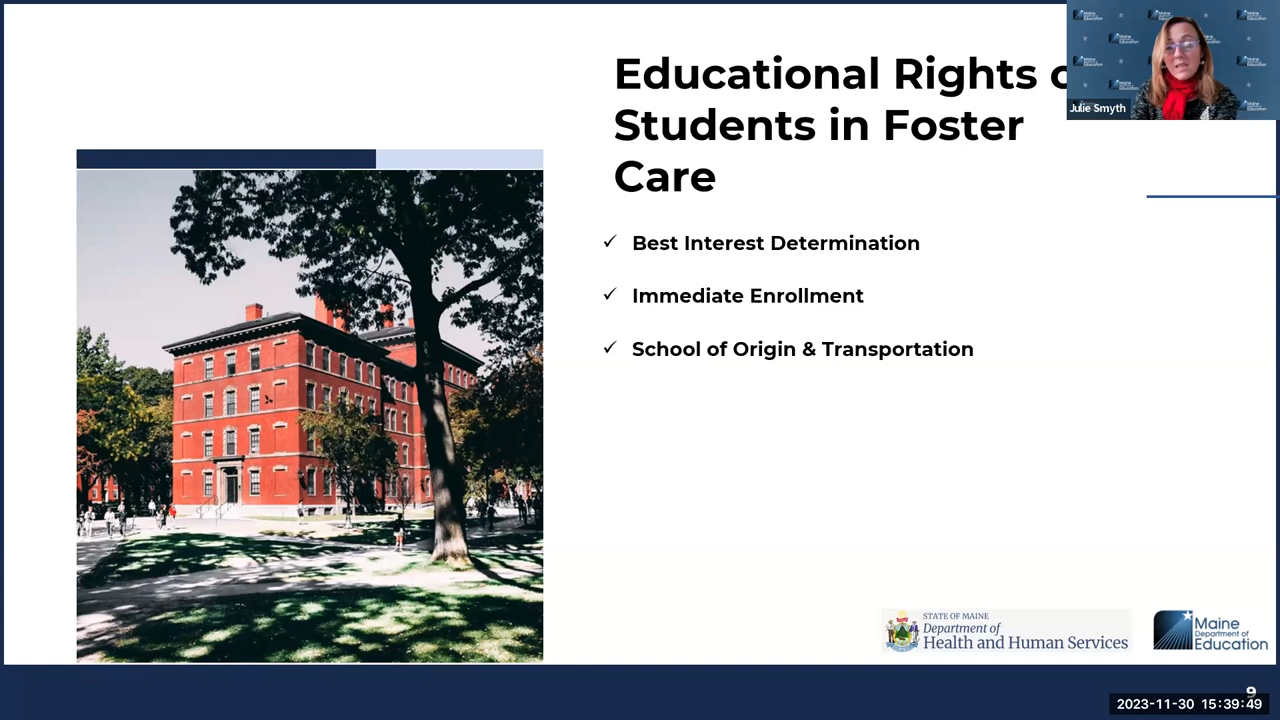 Educational Rights
Students in Foster
Care
Julie Smyth
Best Interest Determination
Immediate Enrollment
School of Origin & Transportation
STATE OF MAINE
Department of
Health and Human Services
Maine
Department of
Education
9
2023-11-30 15:39:49